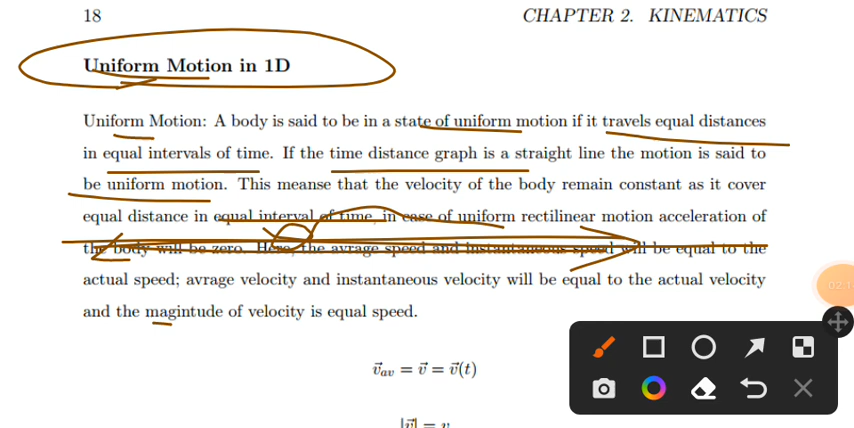 18
CHAPTER 2. KINEMATICS
Uniform Motion in 1D
Uniform Motion: A body is said to be in a state of uniform motion if it travels equal distances
in equal intervals of time. If the time distance graph is a straight line the motion is said to
be uniform motion. This meanse that the velocity of the body remain constant as it cover
equal distance in equal interval of time, in case of uniform rectilinear motion acceleration of
the body will be zero. Here, the avrage speed and instantaneous speed will be equal to the
actual speed; avrage velocity and instantaneous velocity will be equal to the actual velocity
and the magintude of velocity is equal speed.
v⃗av = v⃗ = v⃗(t)
|v⃗| = v